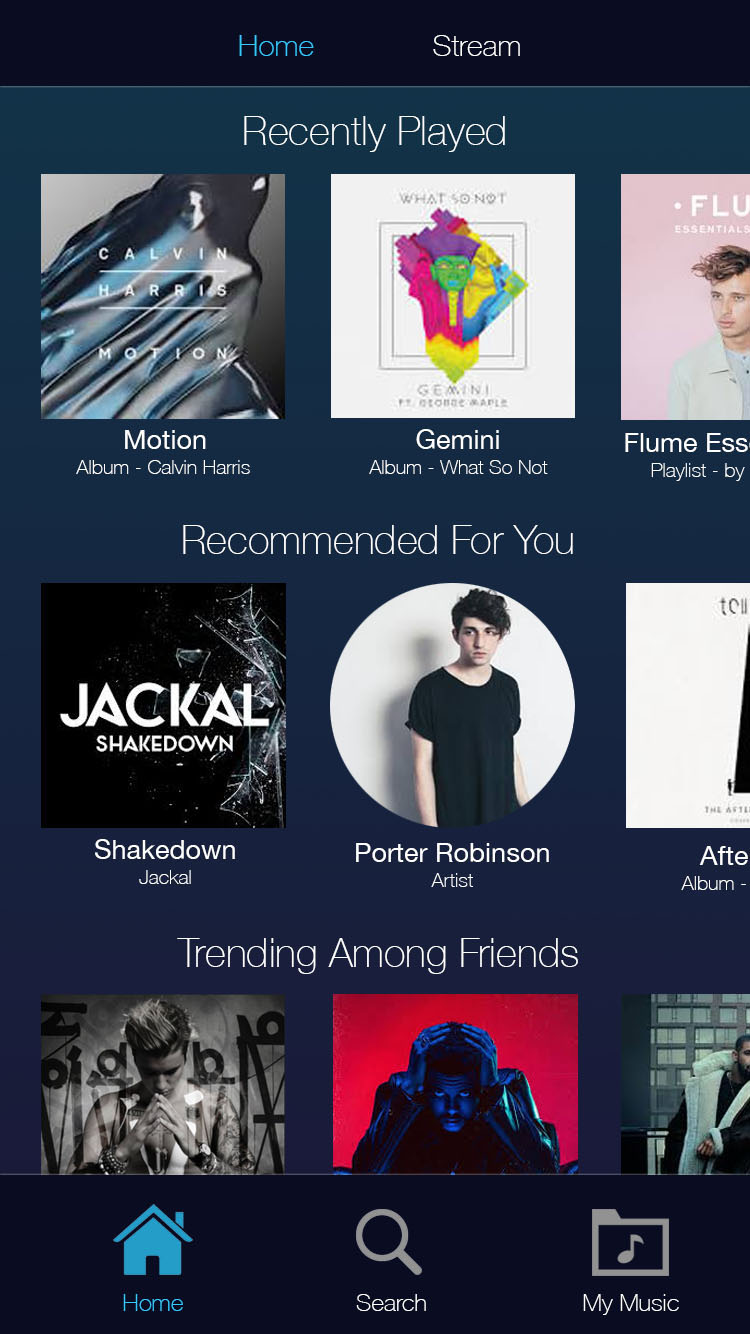 Home
Stream
Recently Played
CALVIN
HARRIS
MOTION
WHAT SO NOT
GEMINI
FT. GEORGE MAPLE
• FLU
ESSENTIALS
Motion
Album - Calvin Harris
Gemini
Album - What So Not
Flume Ess
Playlist - by
Recommended For You
JACKAL
SHAKEDOWN
THE AFTE
Shakedown
Jackal
Porter Robinson
Artist
Afte
Album -
Trending Among Friends
Home
Search
My Music